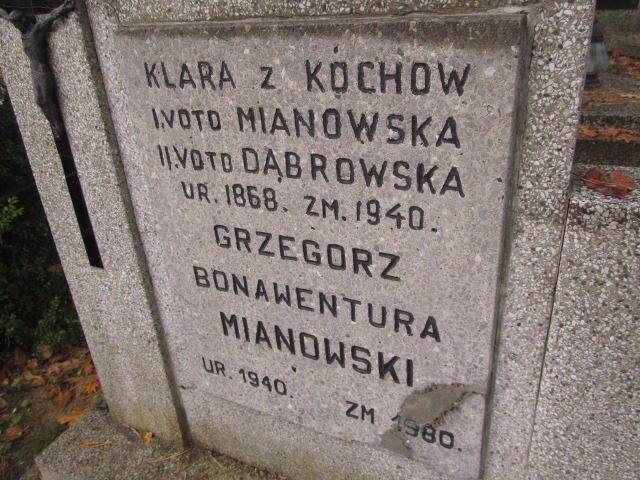 KLARA z KOCHOW
I.VOTO MIANOWSKA
II.VOTO DĄBROWSKA
UR. 1868. ZM. 1940.
GRZEGORZ
BONAWENTURA
MIANOWSKI
UR. 1940. ZM 1980.